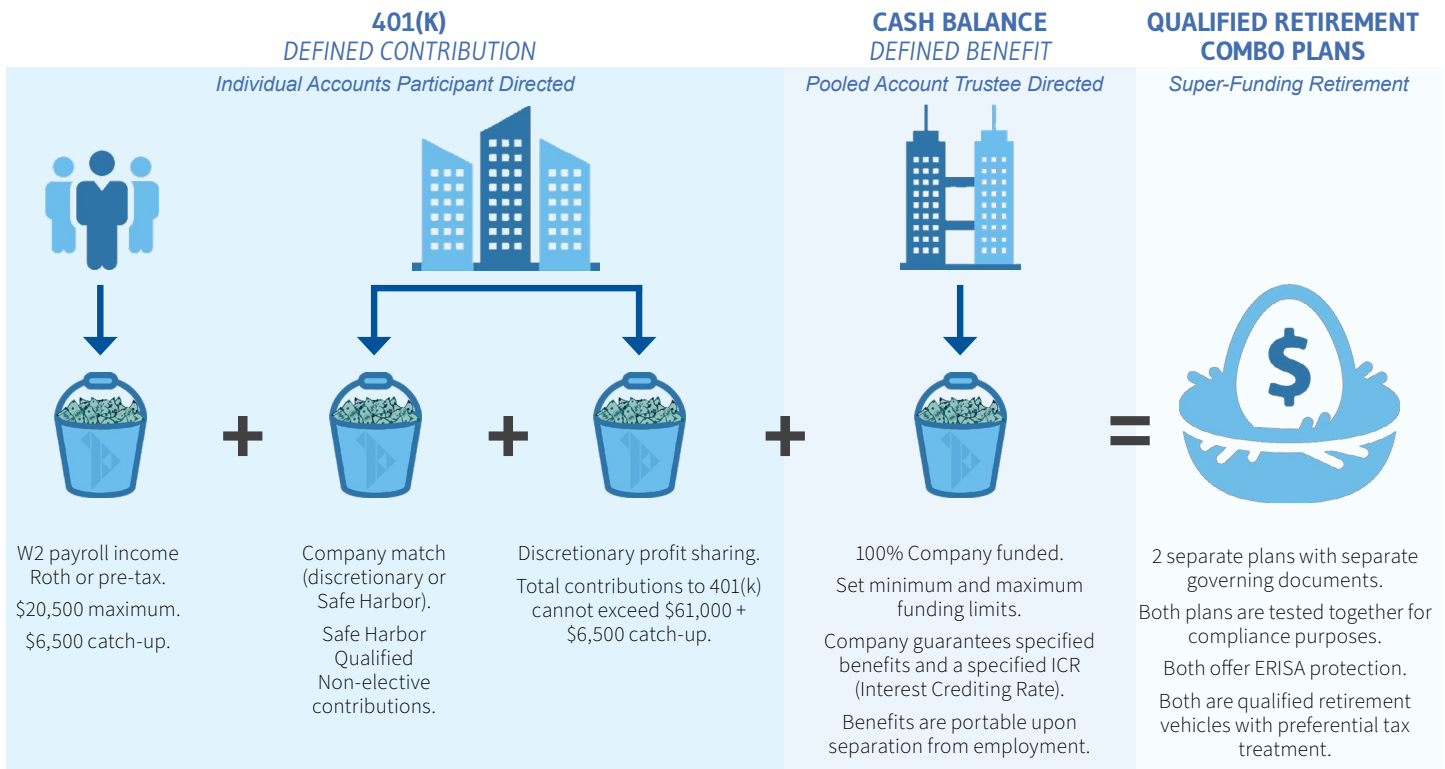 401(K)
DEFINED CONTRIBUTION
Individual Accounts Participant Directed
CASH BALANCE
DEFINED BENEFIT
Pooled Account Trustee Directed
QUALIFIED RETIREMENT
COMBO PLANS
Super-Funding Retirement
+
+
+
=
$
W2 payroll income
Roth or pre-tax.
$20,500 maximum.
$6,500 catch-up.
Company match
(discretionary or
Safe Harbor).
Safe Harbor
Qualified
Non-elective
contributions.
Discretionary profit sharing.
Total contributions to 401(k)
cannot exceed $61,000 +
$6,500 catch-up.
100% Company funded.
Set minimum and maximum
funding limits.
Company guarantees specified
benefits and a specified ICR
(Interest Crediting Rate).
Benefits are portable upon
separation from employment.
2 separate plans with separate
governing documents.
Both plans are tested together for
compliance purposes.
Both offer ERISA protection.
Both are qualified retirement
vehicles with preferential tax
treatment.